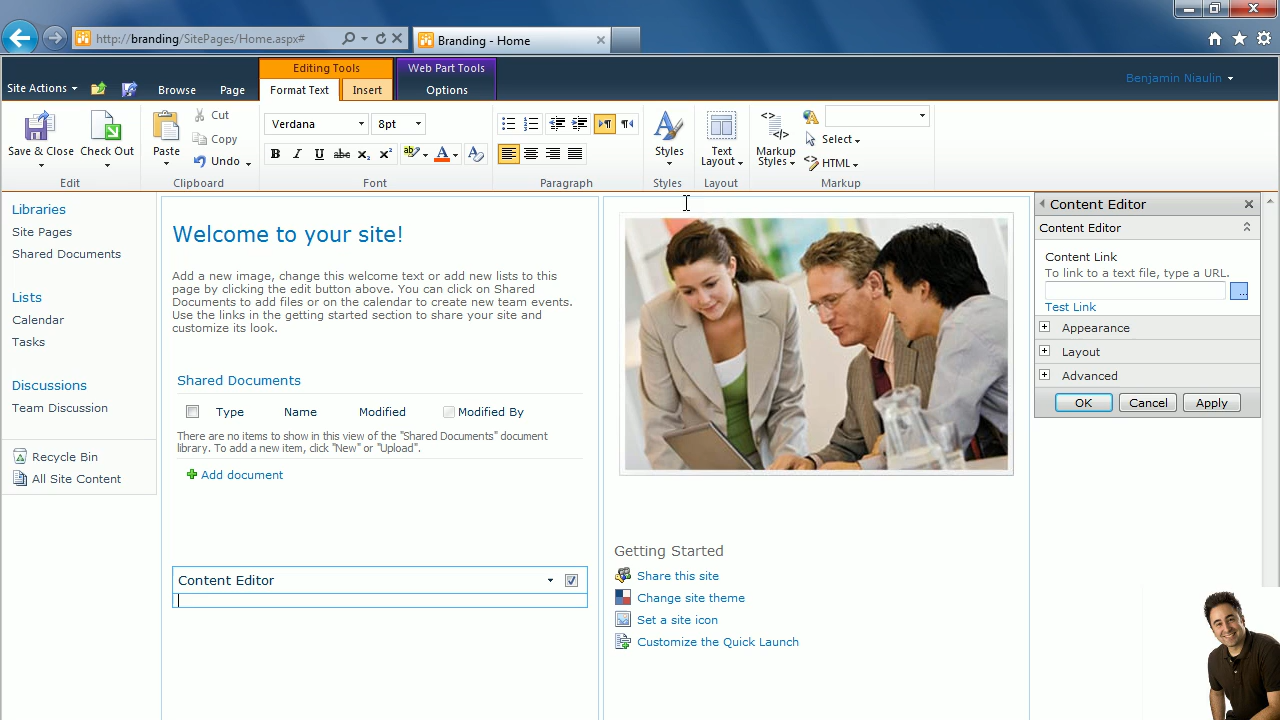 http://branding/SitePages/Home.aspx#
Branding - Home
Editing Tools
Web Part Tools
Site Actions
Browse
Page
Format Text
Insert
Options
Benjamin Niaulin
Save & Close
Check Out
Paste
Cut
Copy
Undo
Verdana
8pt
B I U abc x₂ x²
Styles
Text
Layout
Markup
Styles
Select
HTML
Edit
Clipboard
Font
Paragraph
Styles
Layout
Markup
Libraries
Site Pages
Shared Documents
Lists
Calendar
Tasks
Discussions
Team Discussion
Recycle Bin
All Site Content
Welcome to your site!
Add a new image, change this welcome text or add new lists to this
page by clicking the edit button above. You can click on Shared
Documents to add files or on the calendar to create new team events.
Use the links in the getting started section to share your site and
customize its look.
Shared Documents
Type Name Modified Modified By
There are no items to show in this view of the "Shared Documents" document
library. To add a new item, click "New" or "Upload".
Add document
Content Editor
Getting Started
Share this site
Change site theme
Set a site icon
Customize the Quick Launch
Content Editor
Content Editor
Content Link
To link to a text file, type a URL.
...
Test Link
Appearance
Layout
Advanced
OK
Cancel
Apply